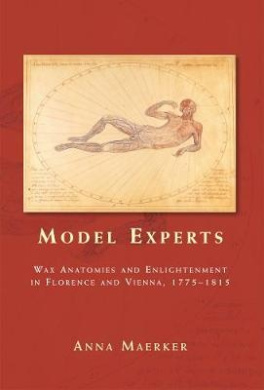 MODEL EXPERTS
WAX ANATOMIES AND ENLIGHTENMENT
IN FLORENCE AND VIENNA, 1775–1815
ANNA MAERKER